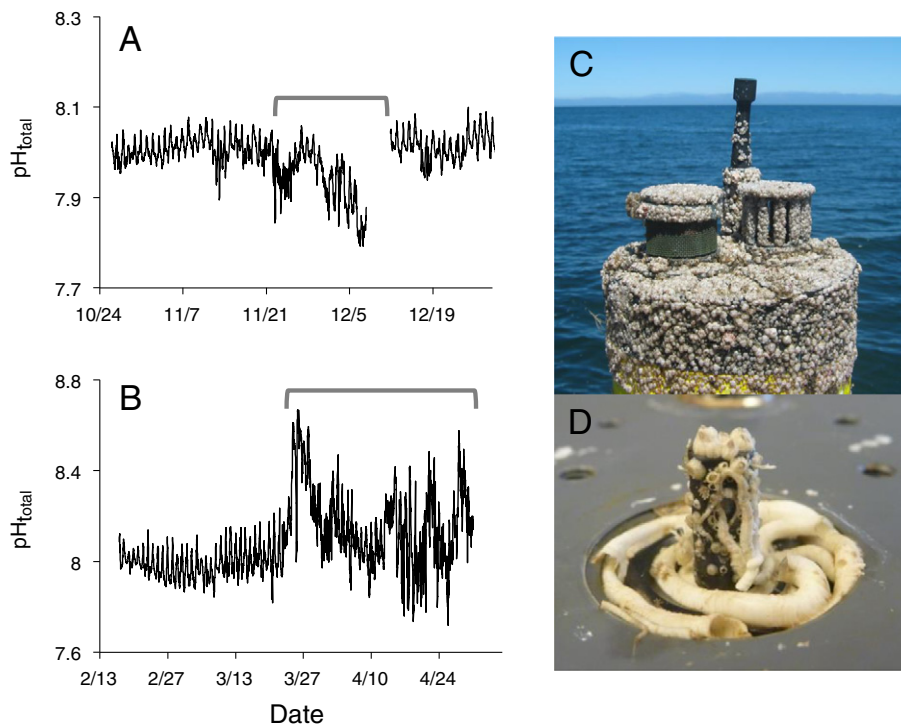 A
8.3
8.1
7.9
7.7
pHtotal
10/24
11/7
11/21
12/5
12/19
B
8.8
8.4
8
7.6
pHtotal
2/13
2/27
3/13
3/27
4/10
4/24
Date
C
D